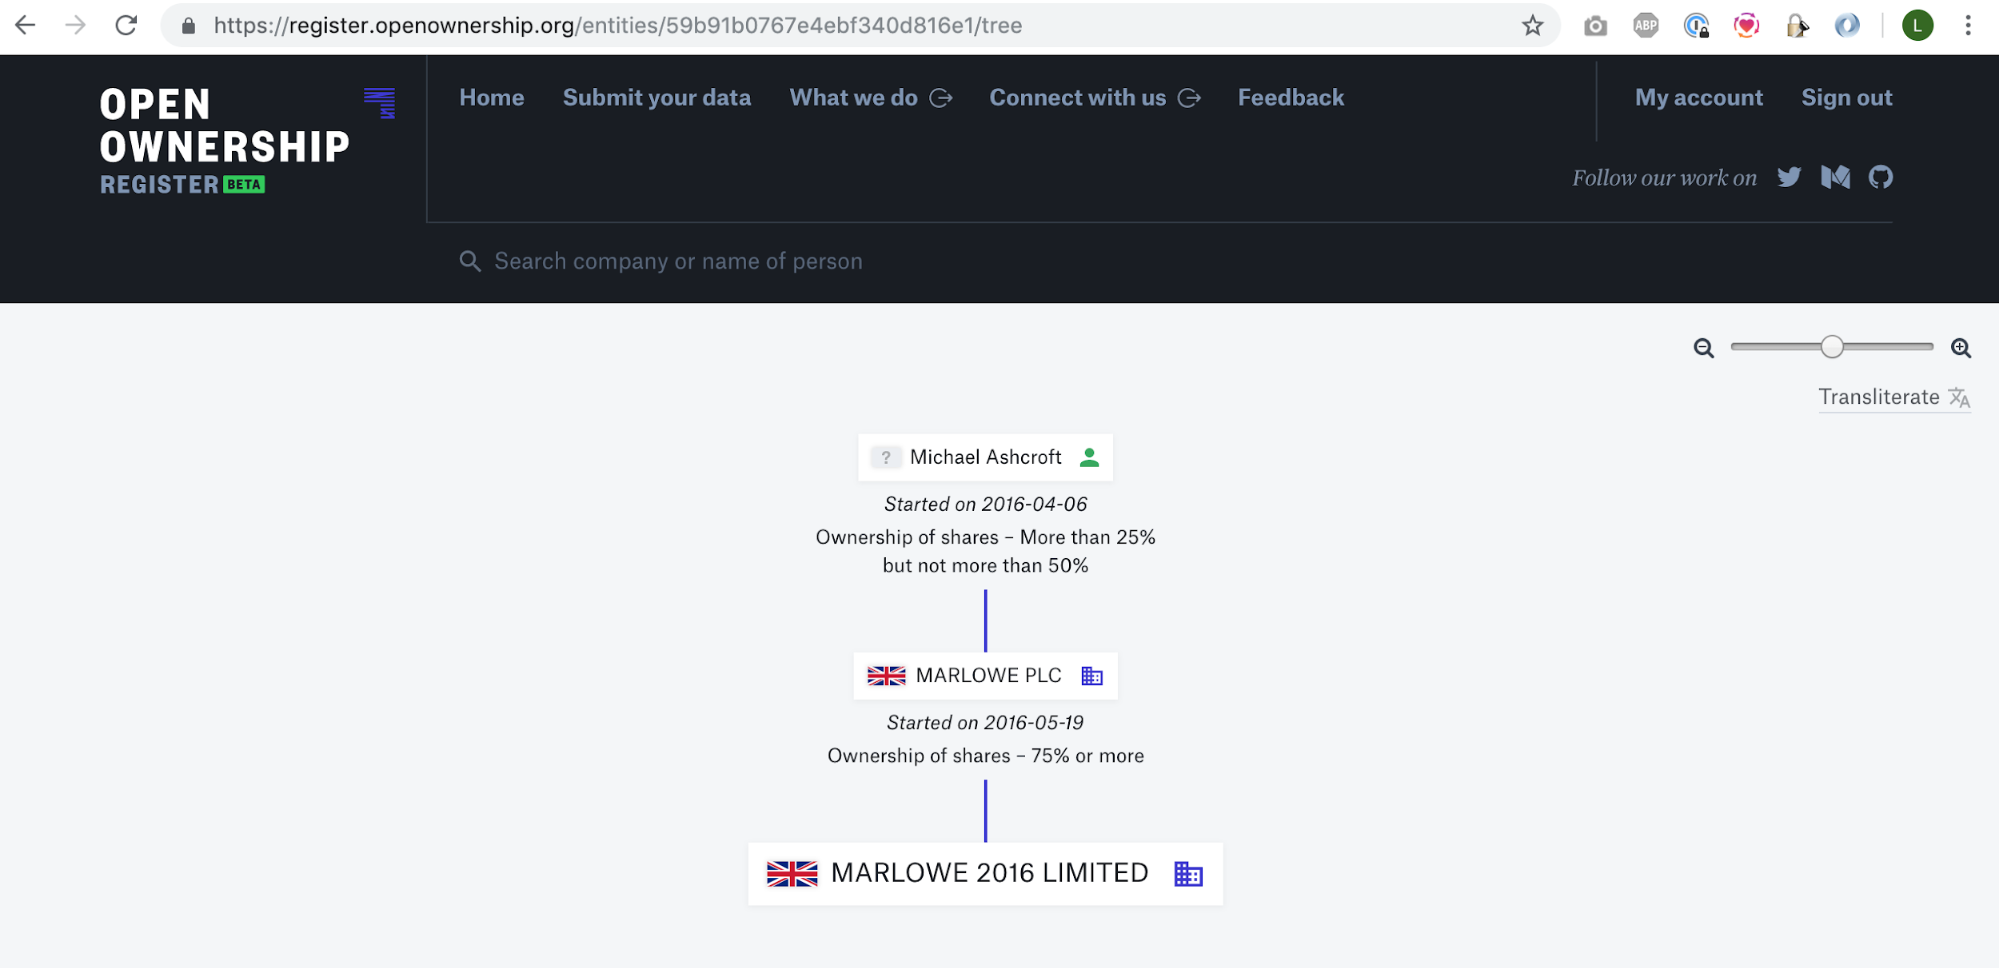 https://register.openownership.org/entities/59b91b0767e4ebf340d816e1/tree
ABP
L
OPEN
OWNERSHIP
REGISTER BETA
Home Submit your data What we do Connect with us Feedback
My account Sign out
Follow our work on
Search company or name of person
Transliterate
? Michael Ashcroft
Started on 2016-04-06
Ownership of shares – More than 25%
but not more than 50%
MARLOWE PLC
Started on 2016-05-19
Ownership of shares – 75% or more
MARLOWE 2016 LIMITED